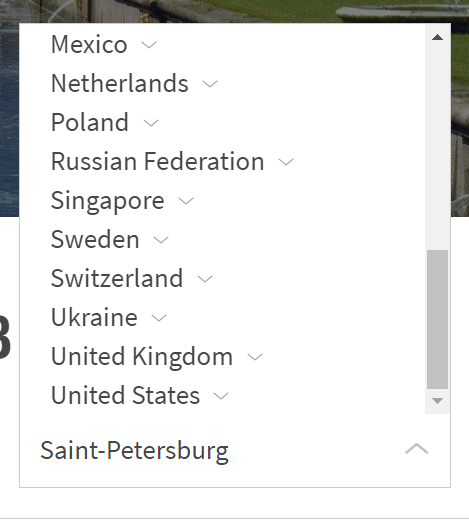 Mexico
Netherlands
Poland
Russian Federation
Singapore
Sweden
Switzerland
Ukraine
United Kingdom
United States
Saint-Petersburg